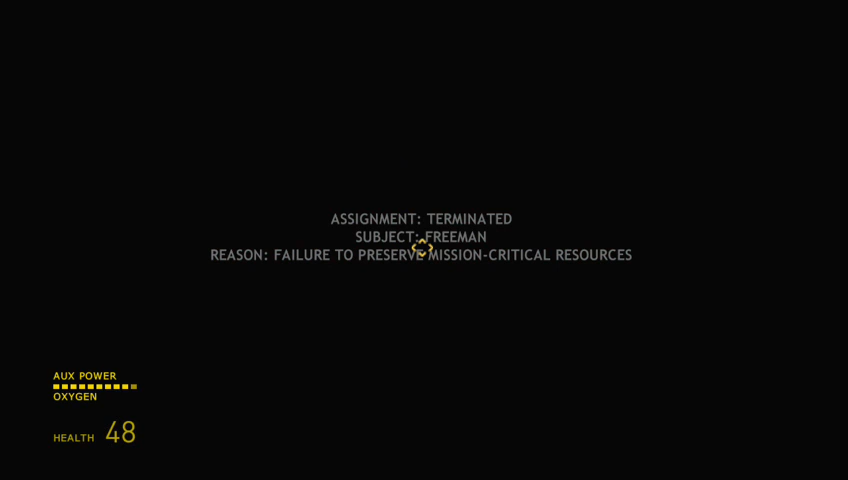 ASSIGNMENT: TERMINATED
SUBJECT: FREEMAN
REASON: FAILURE TO PRESERVE MISSION-CRITICAL RESOURCES
AUX POWER
OXYGEN
HEALTH 48